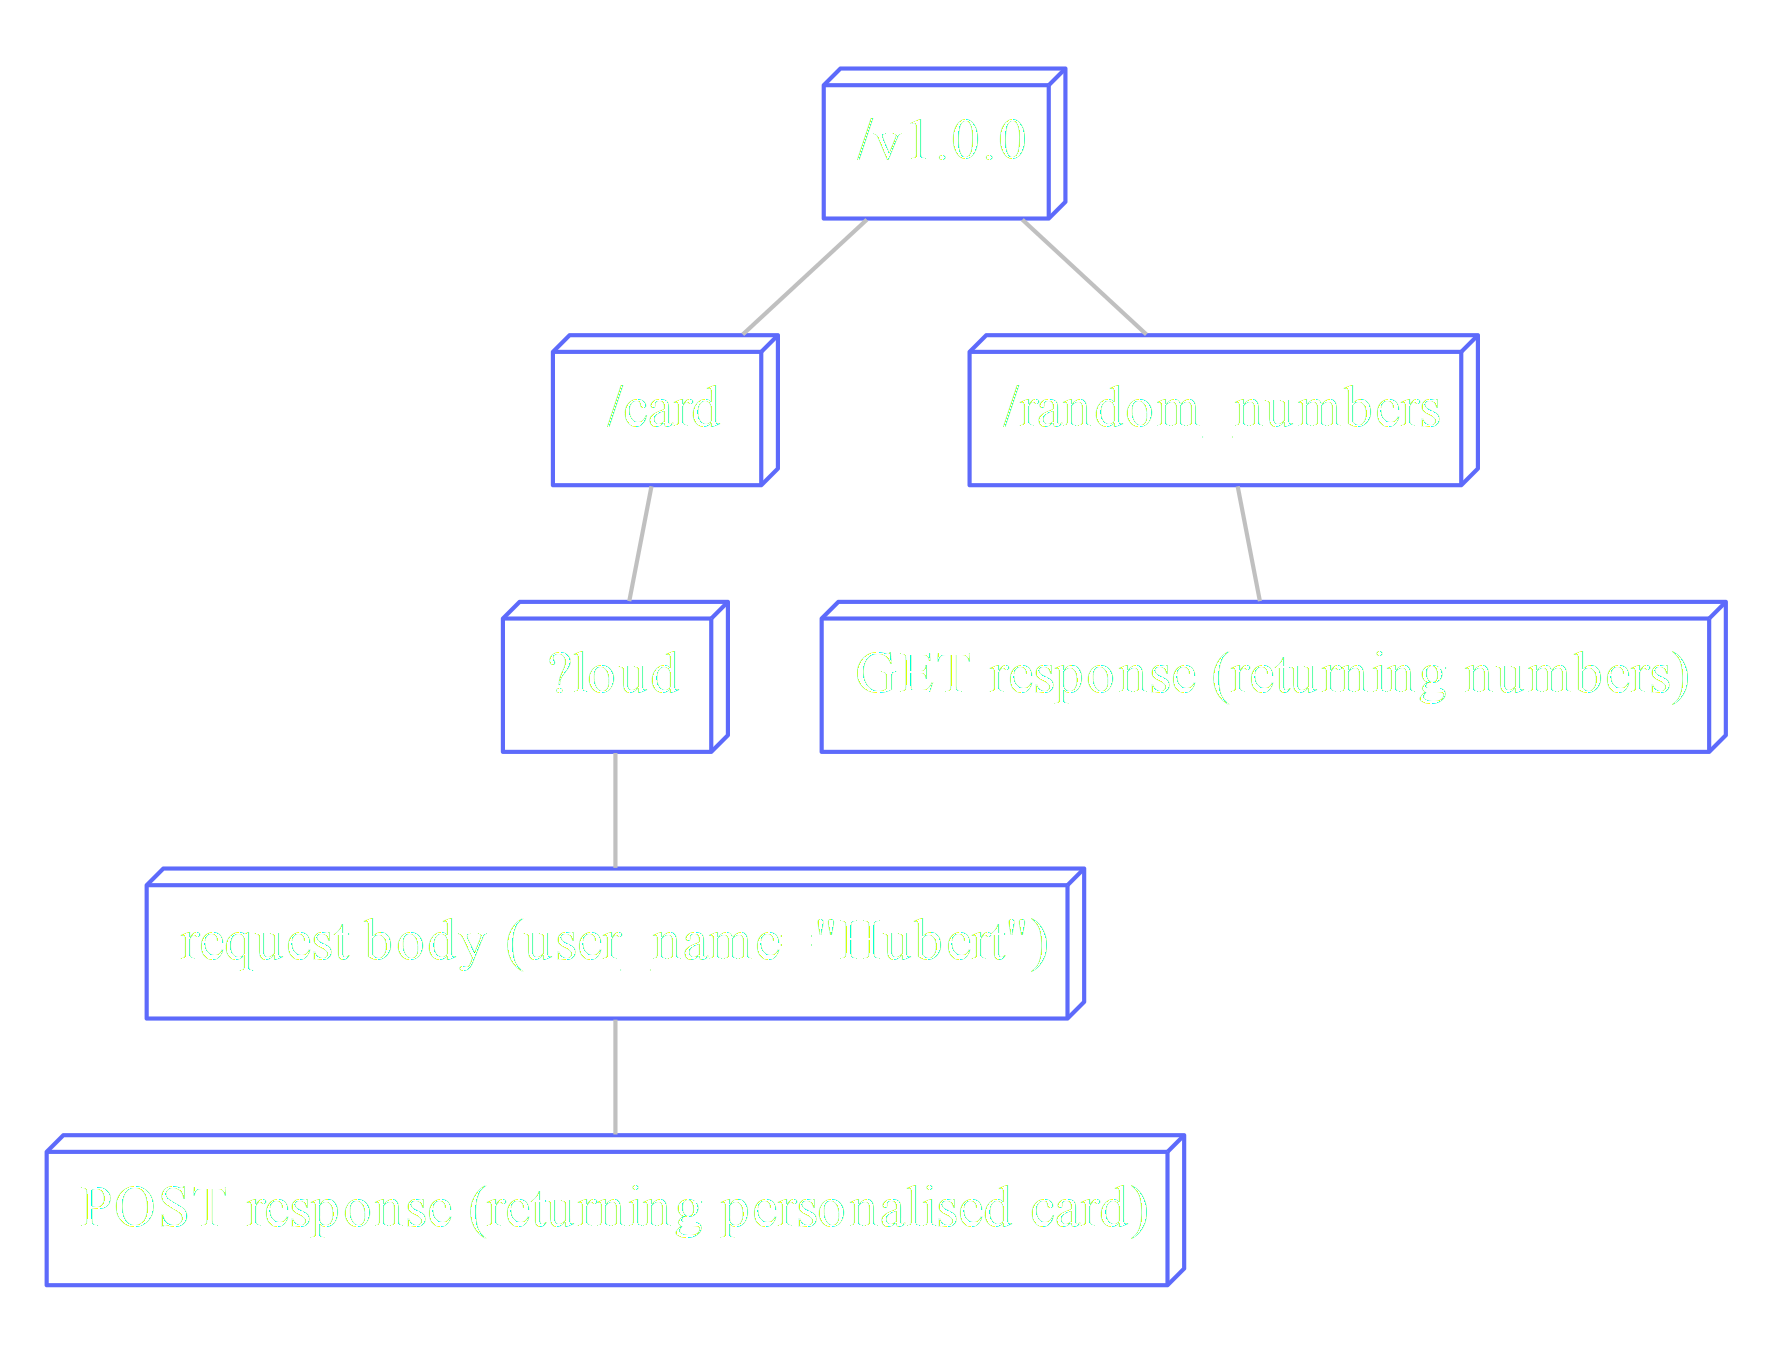 /v1.0.0
/card
/random_numbers
?loud
GET response (returning numbers)
request body (user_name="Hubert")
POST response (returning personalised card)